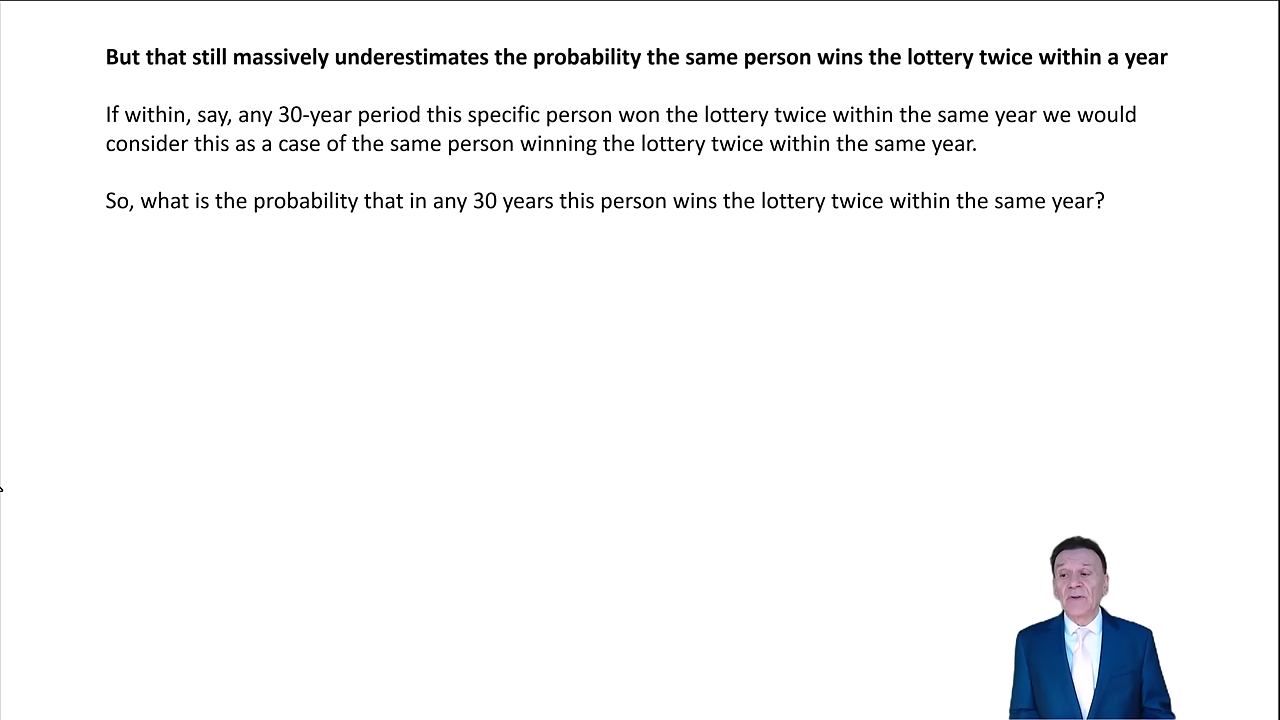 But that still massively underestimates the probability the same person wins the lottery twice within a year
If within, say, any 30-year period this specific person won the lottery twice within the same year we would
consider this as a case of the same person winning the lottery twice within the same year.
So, what is the probability that in any 30 years this person wins the lottery twice within the same year?